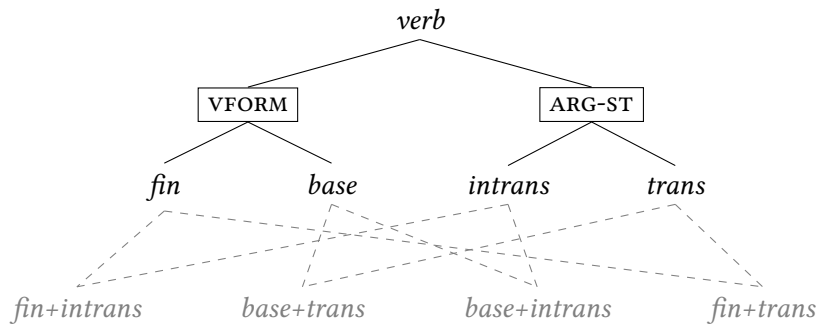 verb
VFORM ARG-ST
fin base intrans trans
fin+intrans base+trans base+intrans fin+trans